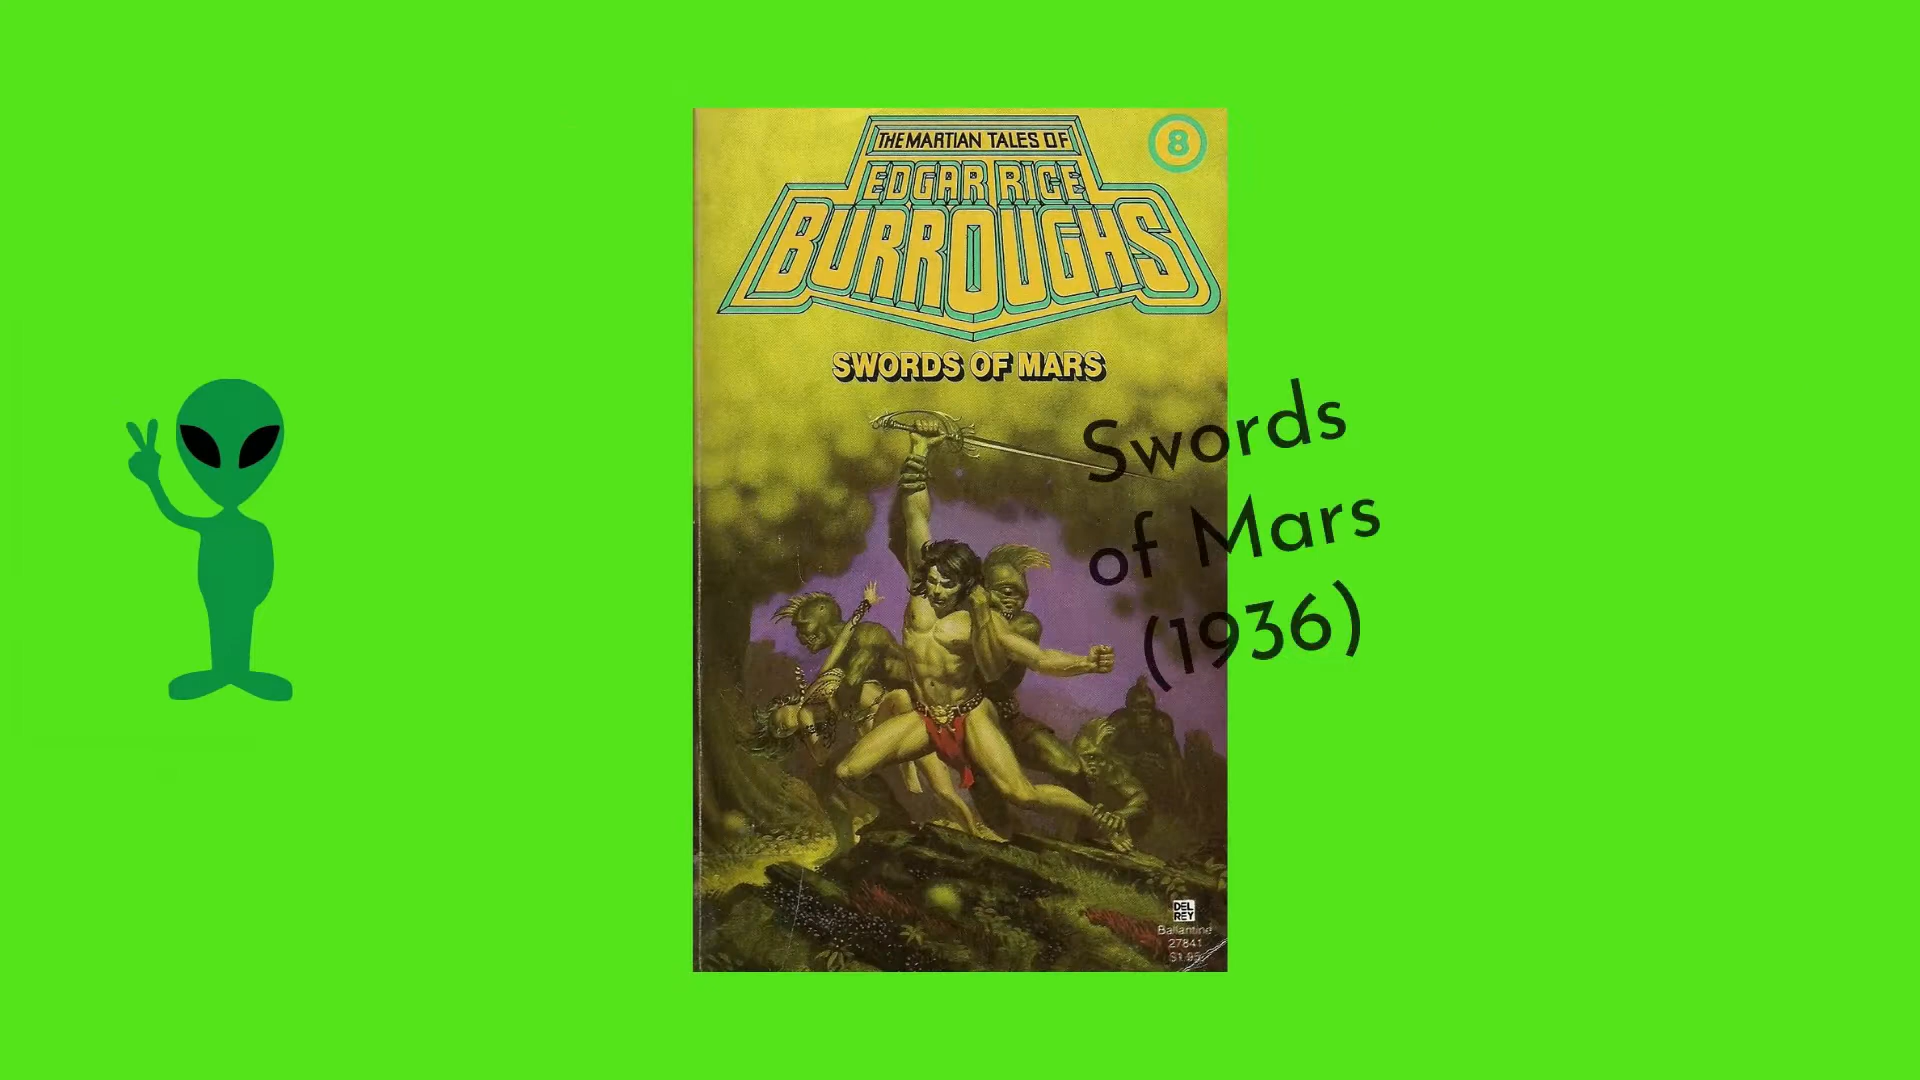 THE MARTIAN TALES OF
EDGAR RICE
BURROUGHS
8
SWORDS OF MARS
Swords
of Mars
(1936)
DEL
REY
Ballantine
27841
$1.95